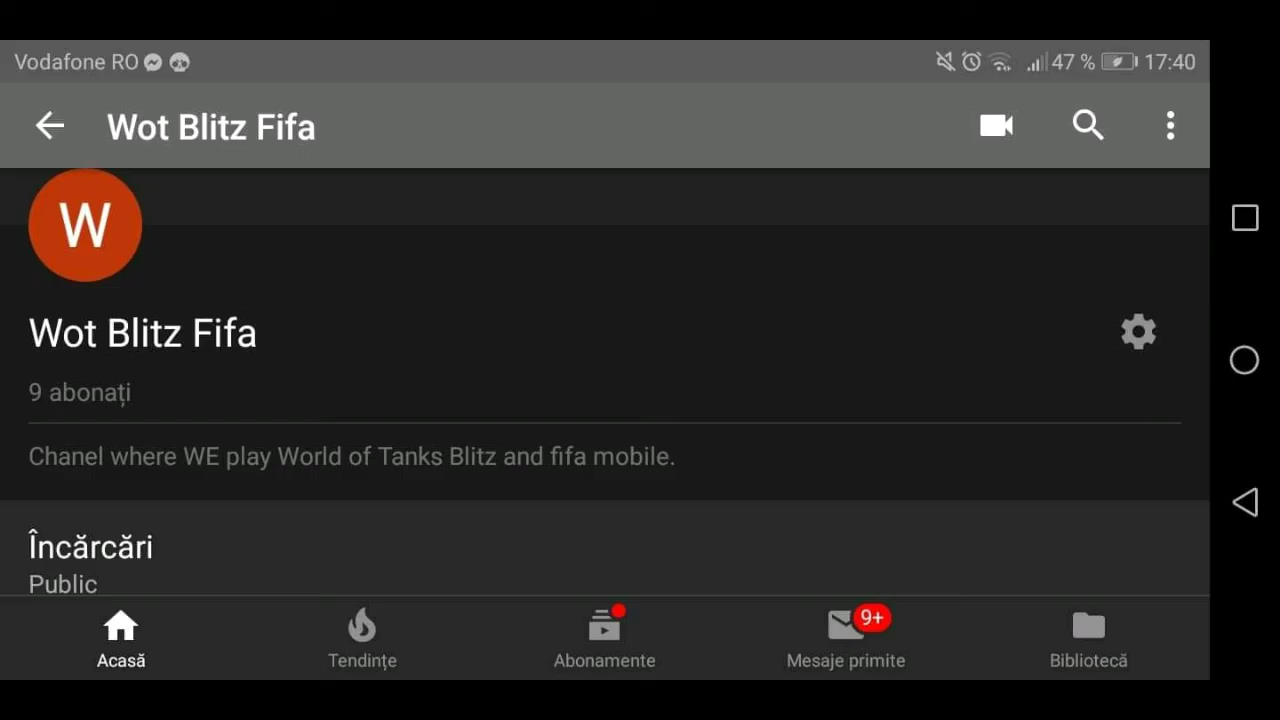 Vodafone RO 47 % 17:40
Wot Blitz Fifa
W
Wot Blitz Fifa
9 abonați
Chanel where WE play World of Tanks Blitz and fifa mobile.
Încărcări
Public
9+
Acasă Tendințe Abonamente Mesaje primite Bibliotecă